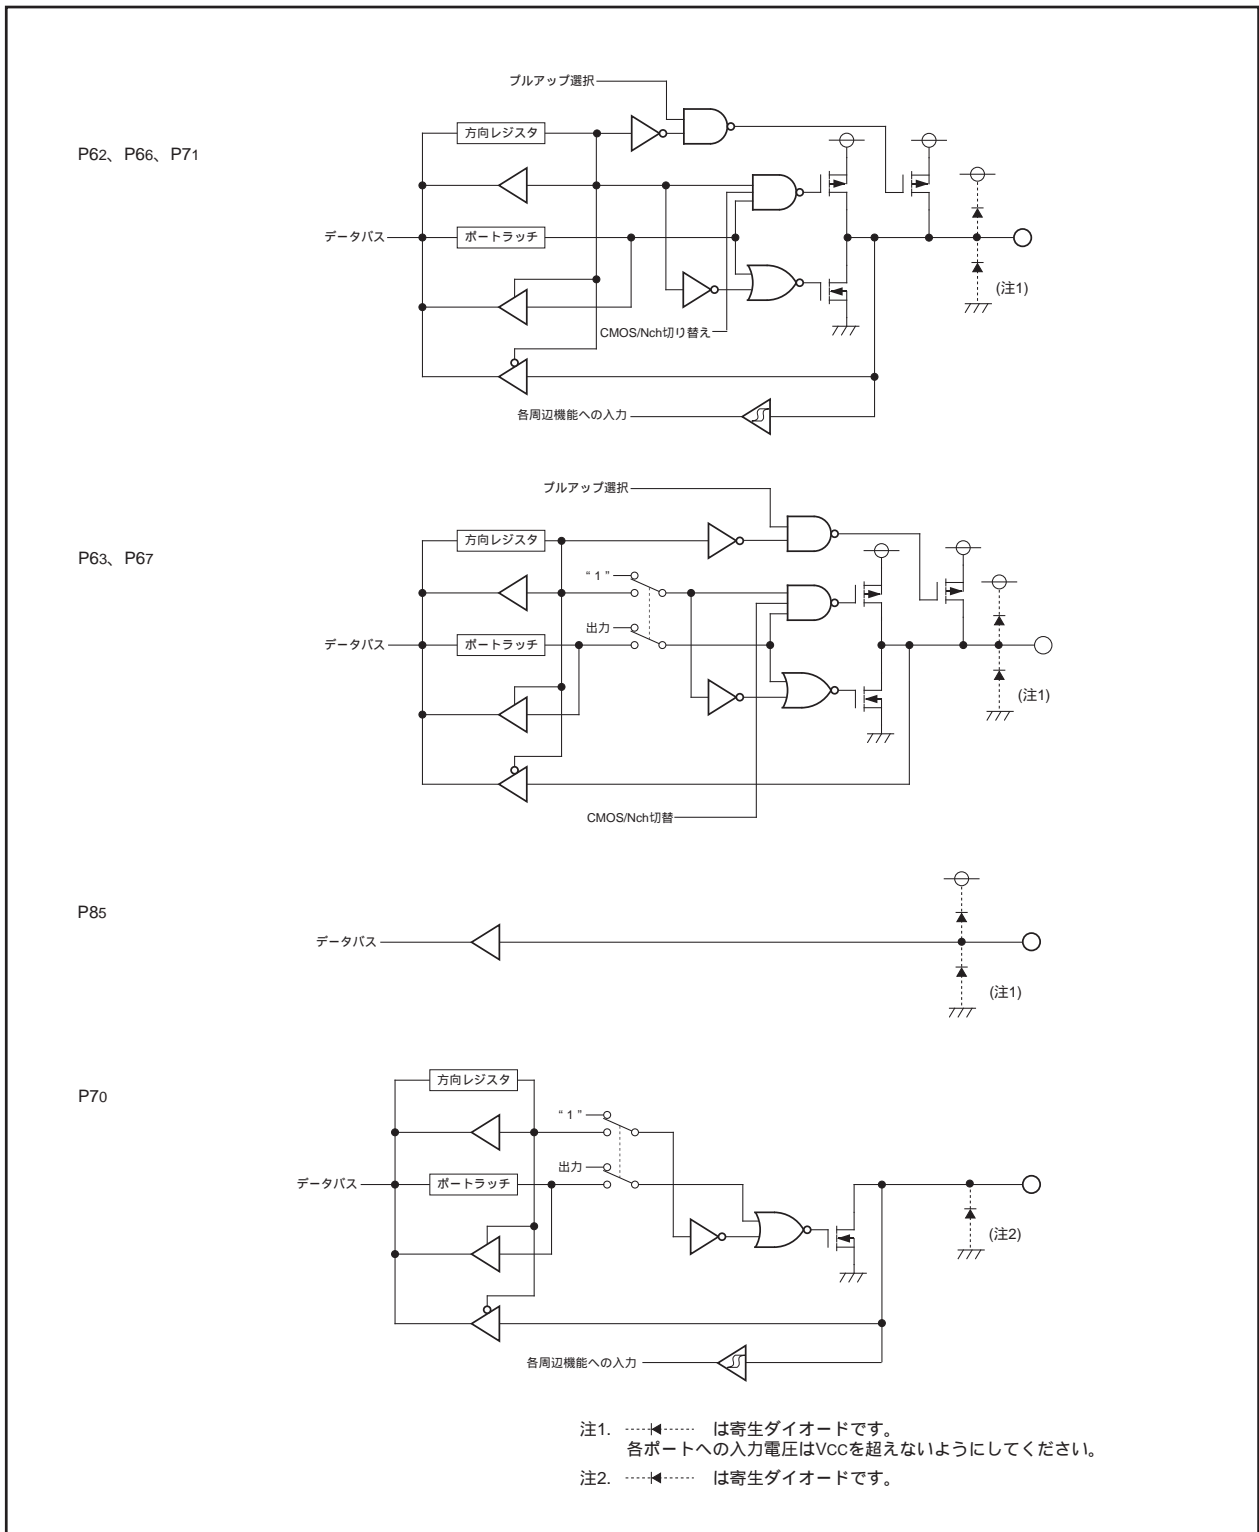 プルアップ選択
方向レジスタ
P62、P66、P71
データバス
ポートラッチ
(注1)
CMOS/Nch切り替え
各周辺機能への入力
プルアップ選択
方向レジスタ
P63、P67
“1”
出力
データバス
ポートラッチ
(注1)
CMOS/Nch切替
P85
データバス
(注1)
方向レジスタ
P70
“1”
出力
データバス
ポートラッチ
(注2)
各周辺機能への入力
注1. は寄生ダイオードです。
各ポートへの入力電圧はVCCを超えないようにしてください。
注2. は寄生ダイオードです。